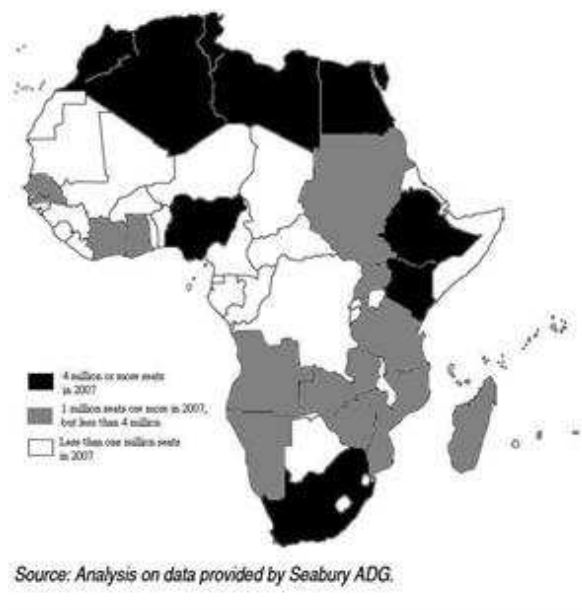 4 million or more seats
in 2007
1 million seats ore more in 2007,
but less than 4 million
Less than one million seats
in 2007
Source: Analysis on data provided by Seabury ADG.